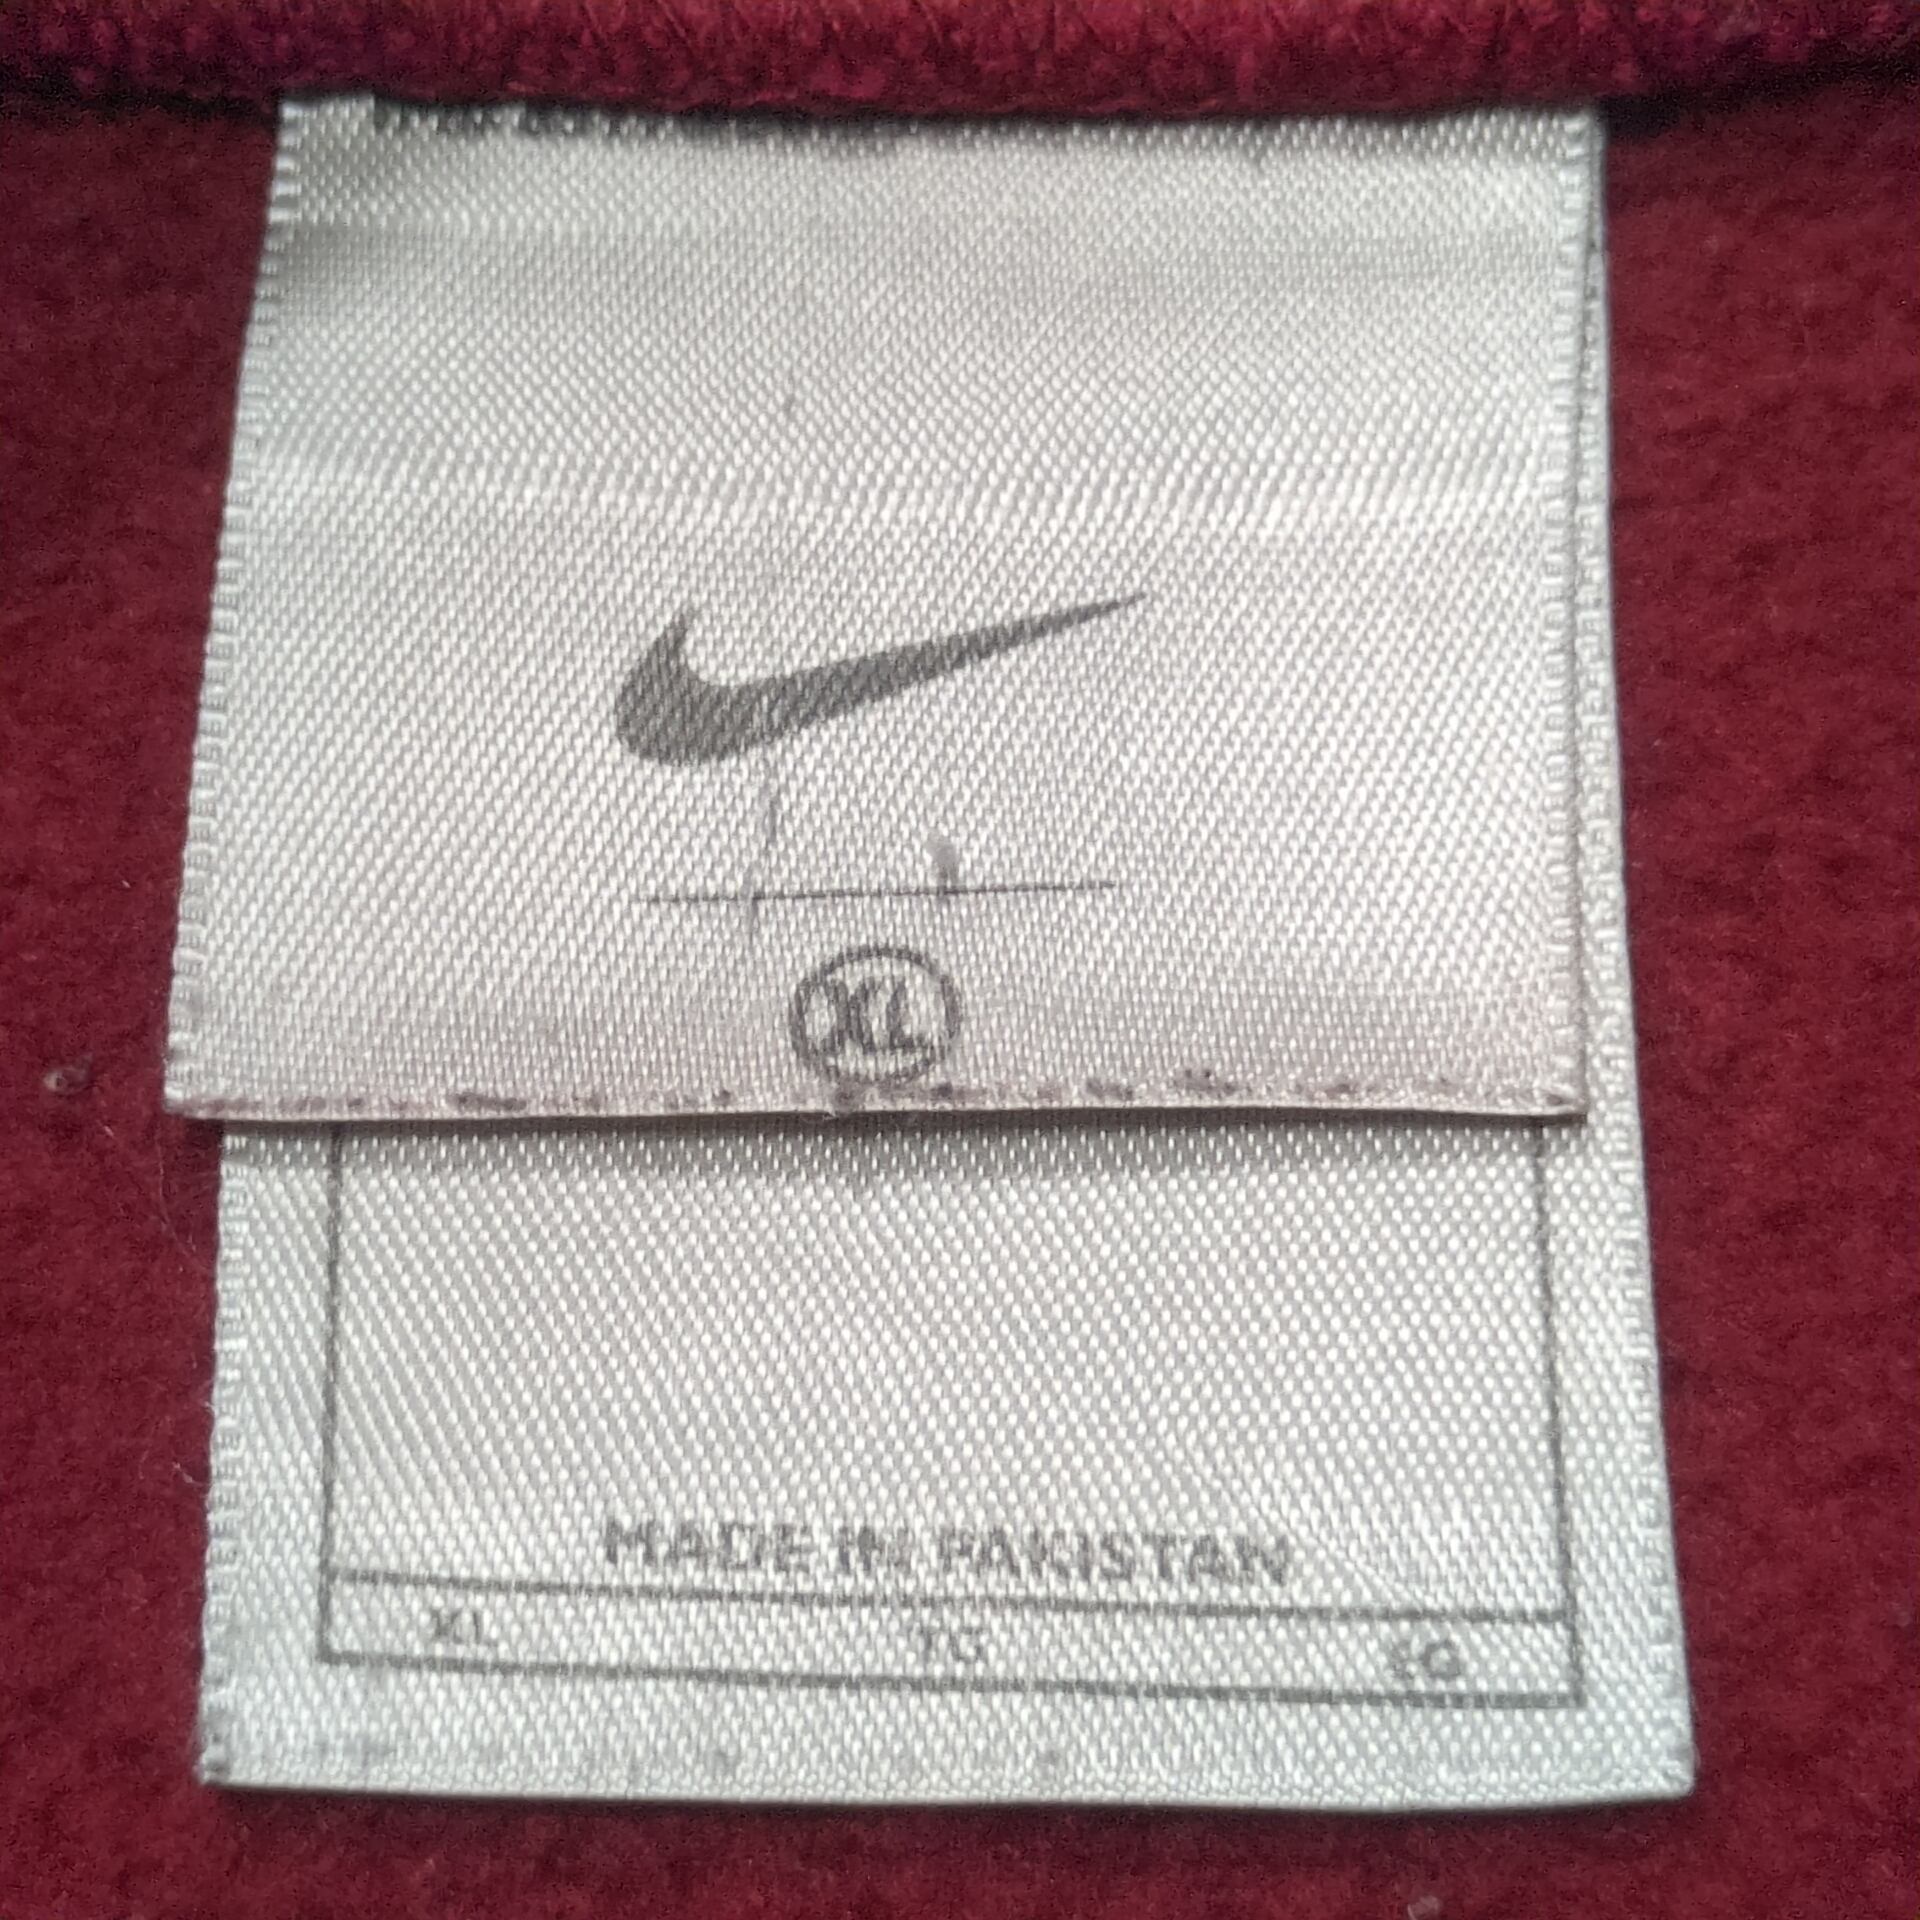 XL
MADE IN PAKISTAN
XL TG EG